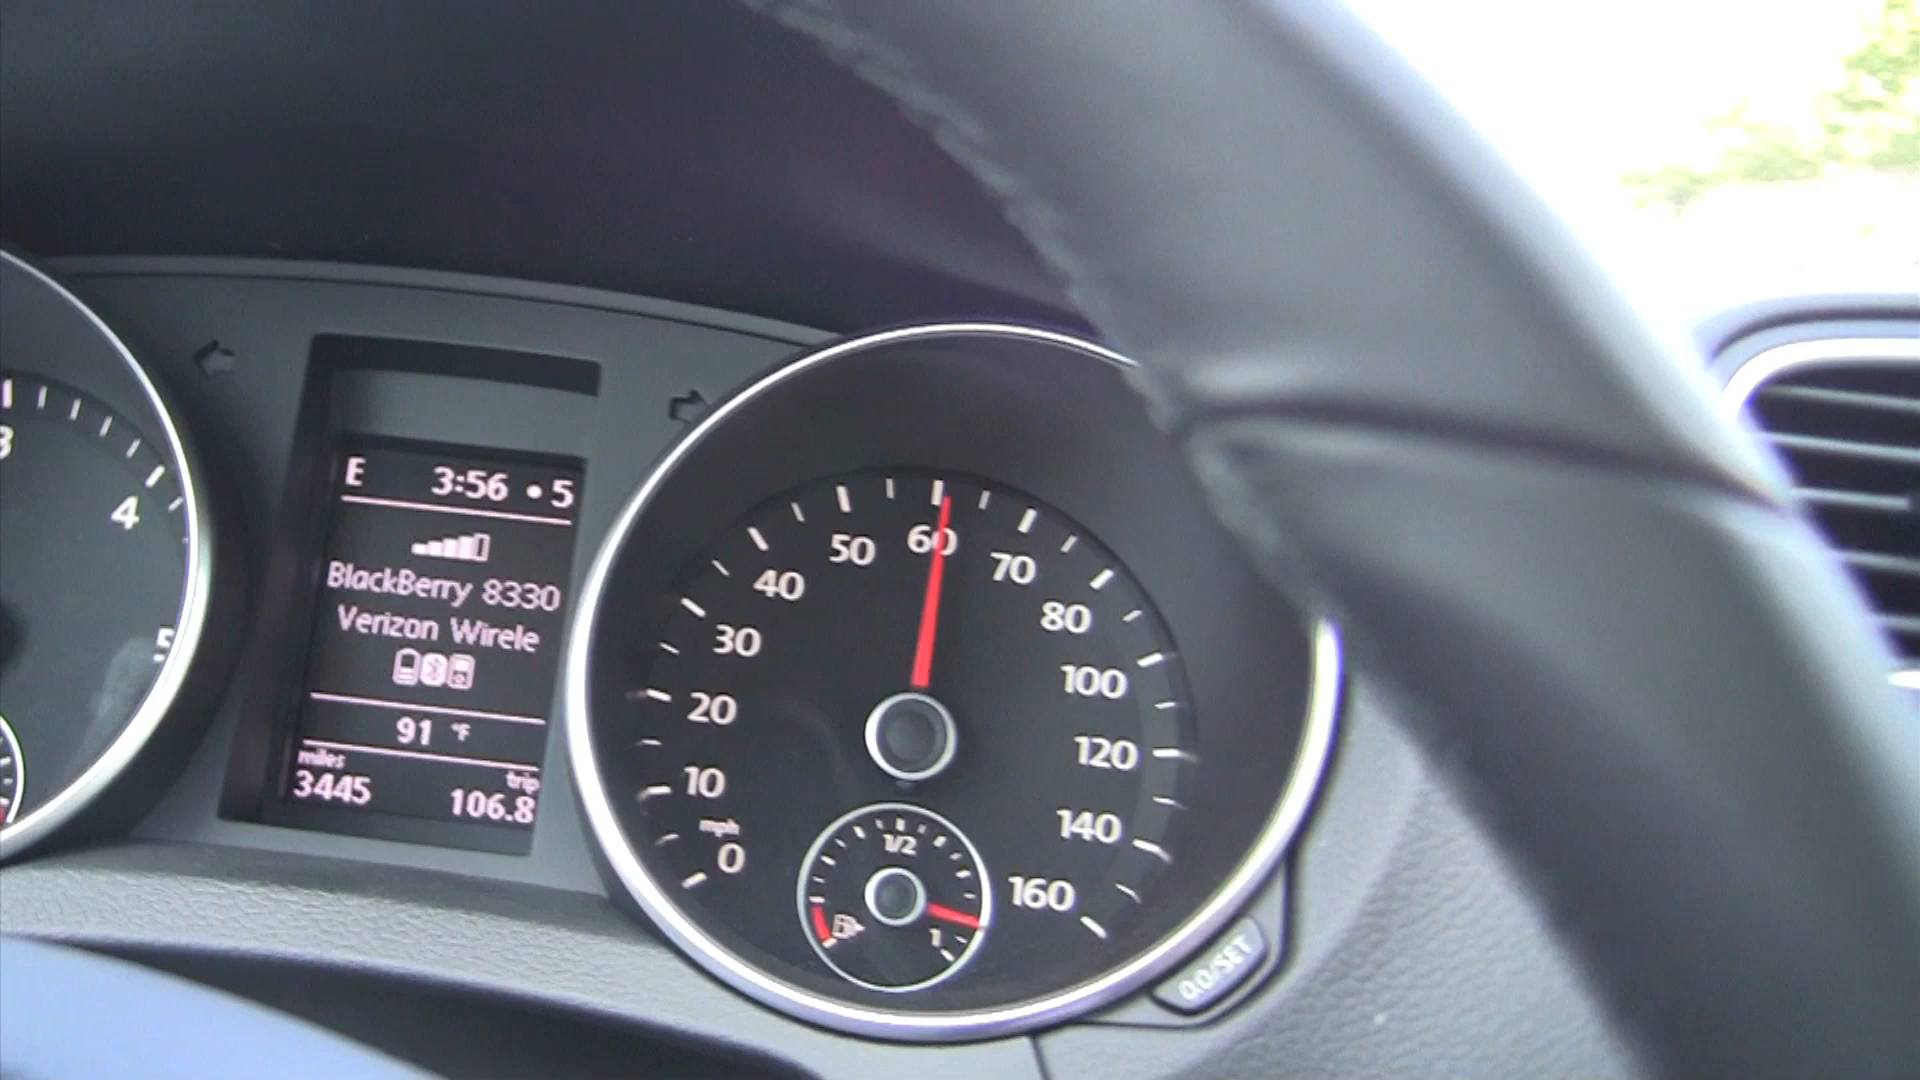 3
4
5
E 3:56 • 5
BlackBerry 8330
Verizon Wirele
91 °F
miles trip
3445 106.8
0
mph
10
20
30
40
50
60
70
80
100
120
140
160
1/2
1
0.0/SET